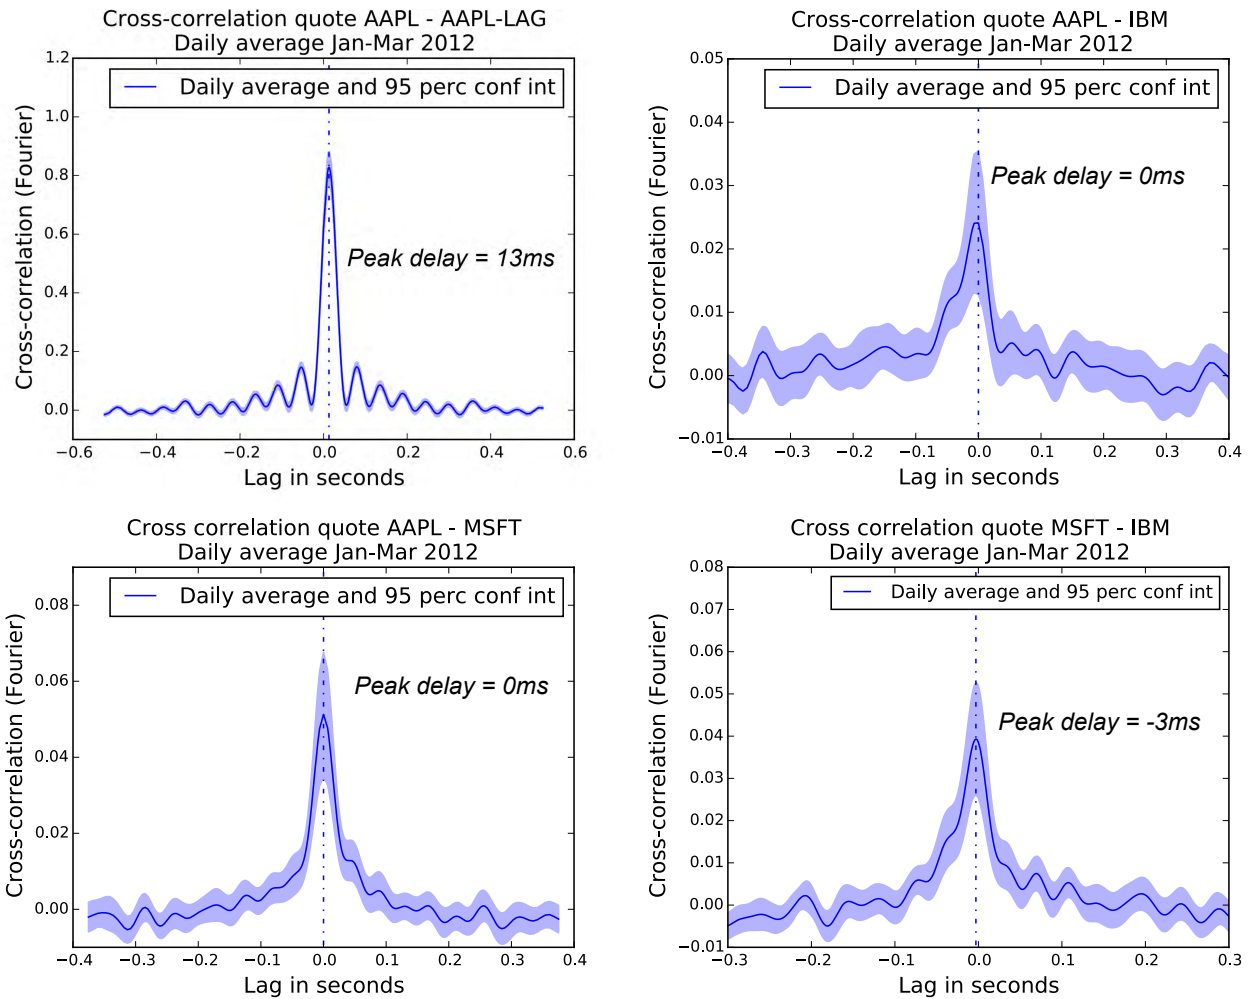 Cross-correlation quote AAPL - AAPL-LAG
Daily average Jan-Mar 2012
1.2
1.0
0.8
0.6
0.4
0.2
0.0
Cross-correlation (Fourier)
Daily average and 95 perc conf int
Peak delay = 13ms
−0.6
−0.4
−0.2
0.0
0.2
0.4
0.6
Lag in seconds
Cross-correlation quote AAPL - IBM
Daily average Jan-Mar 2012
0.05
0.04
0.03
0.02
0.01
0.00
−0.01
Cross-correlation (Fourier)
Daily average and 95 perc conf int
Peak delay = 0ms
−0.4
−0.3
−0.2
−0.1
0.0
0.1
0.2
0.3
0.4
Lag in seconds
Cross correlation quote AAPL - MSFT
Daily average Jan-Mar 2012
0.08
0.06
0.04
0.02
0.00
Cross-correlation (Fourier)
Daily average and 95 perc conf int
Peak delay = 0ms
−0.4
−0.3
−0.2
−0.1
0.0
0.1
0.2
0.3
0.4
Lag in seconds
Cross correlation quote MSFT - IBM
Daily average Jan-Mar 2012
0.08
0.07
0.06
0.05
0.04
0.03
0.02
0.01
0.00
−0.01
Cross-correlation (Fourier)
Daily average and 95 perc conf int
Peak delay = -3ms
−0.3
−0.2
−0.1
0.0
0.1
0.2
0.3
Lag in seconds